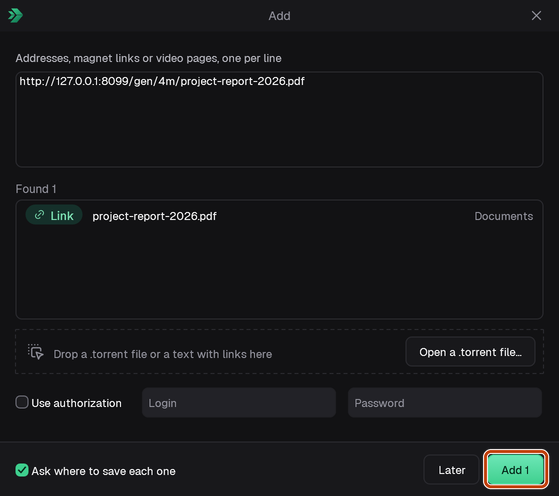 Add
Addresses, magnet links or video pages, one per line
http://127.0.0.1:8099/gen/4m/project-report-2026.pdf
Found 1
Link project-report-2026.pdf Documents
Drop a .torrent file or a text with links here Open a .torrent file...
Use authorization Login Password
Ask where to save each one Later Add 1